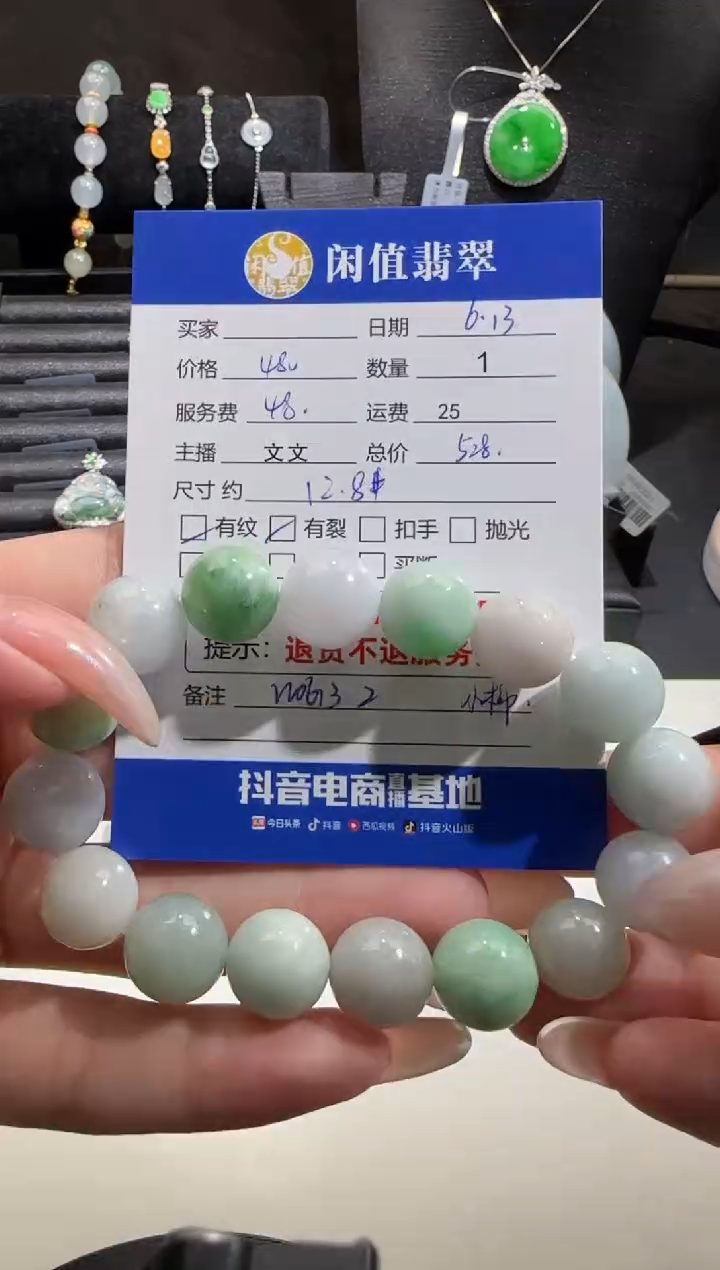 闲值翡翠
买家 日期 6.13
价格 480 数量 1
服务费 48. 运费 25
主播 文文 总价 528.
尺寸 约 12.8#
有纹 有裂 扣手 抛光
提示：退货不退服务
备注
抖音电商直播基地
今日头条 抖音 西瓜视频 抖音火山版